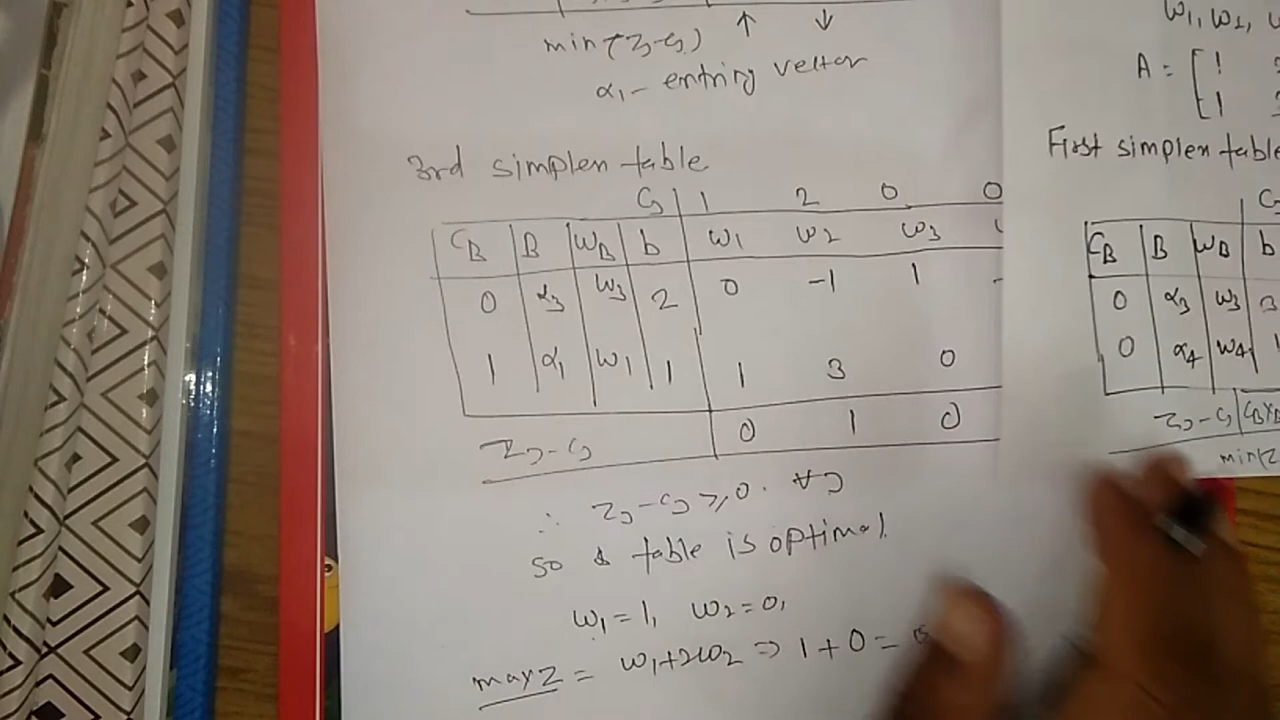 min (zj-cj) ↑ ↓
α1 - entring vector
3rd simplex table
cj 1 2 0 0
CB B WB b w1 w2 w3
0 α3 w3 2 0 -1 1 -
1 α1 w1 1 1 3 0
zj-cj 0 1 0
∴ zj-cj ≥ 0. ∀j
so table is optimal.
w1 = 1, w2 = 0,
max Z = w1+2w2 ⇒ 1 + 0 =
w1, w2,
A = [1
1
First simplex table
CB B WB b
0 α3 w3 3
0 α4 w4 1
zj-cj
min(z